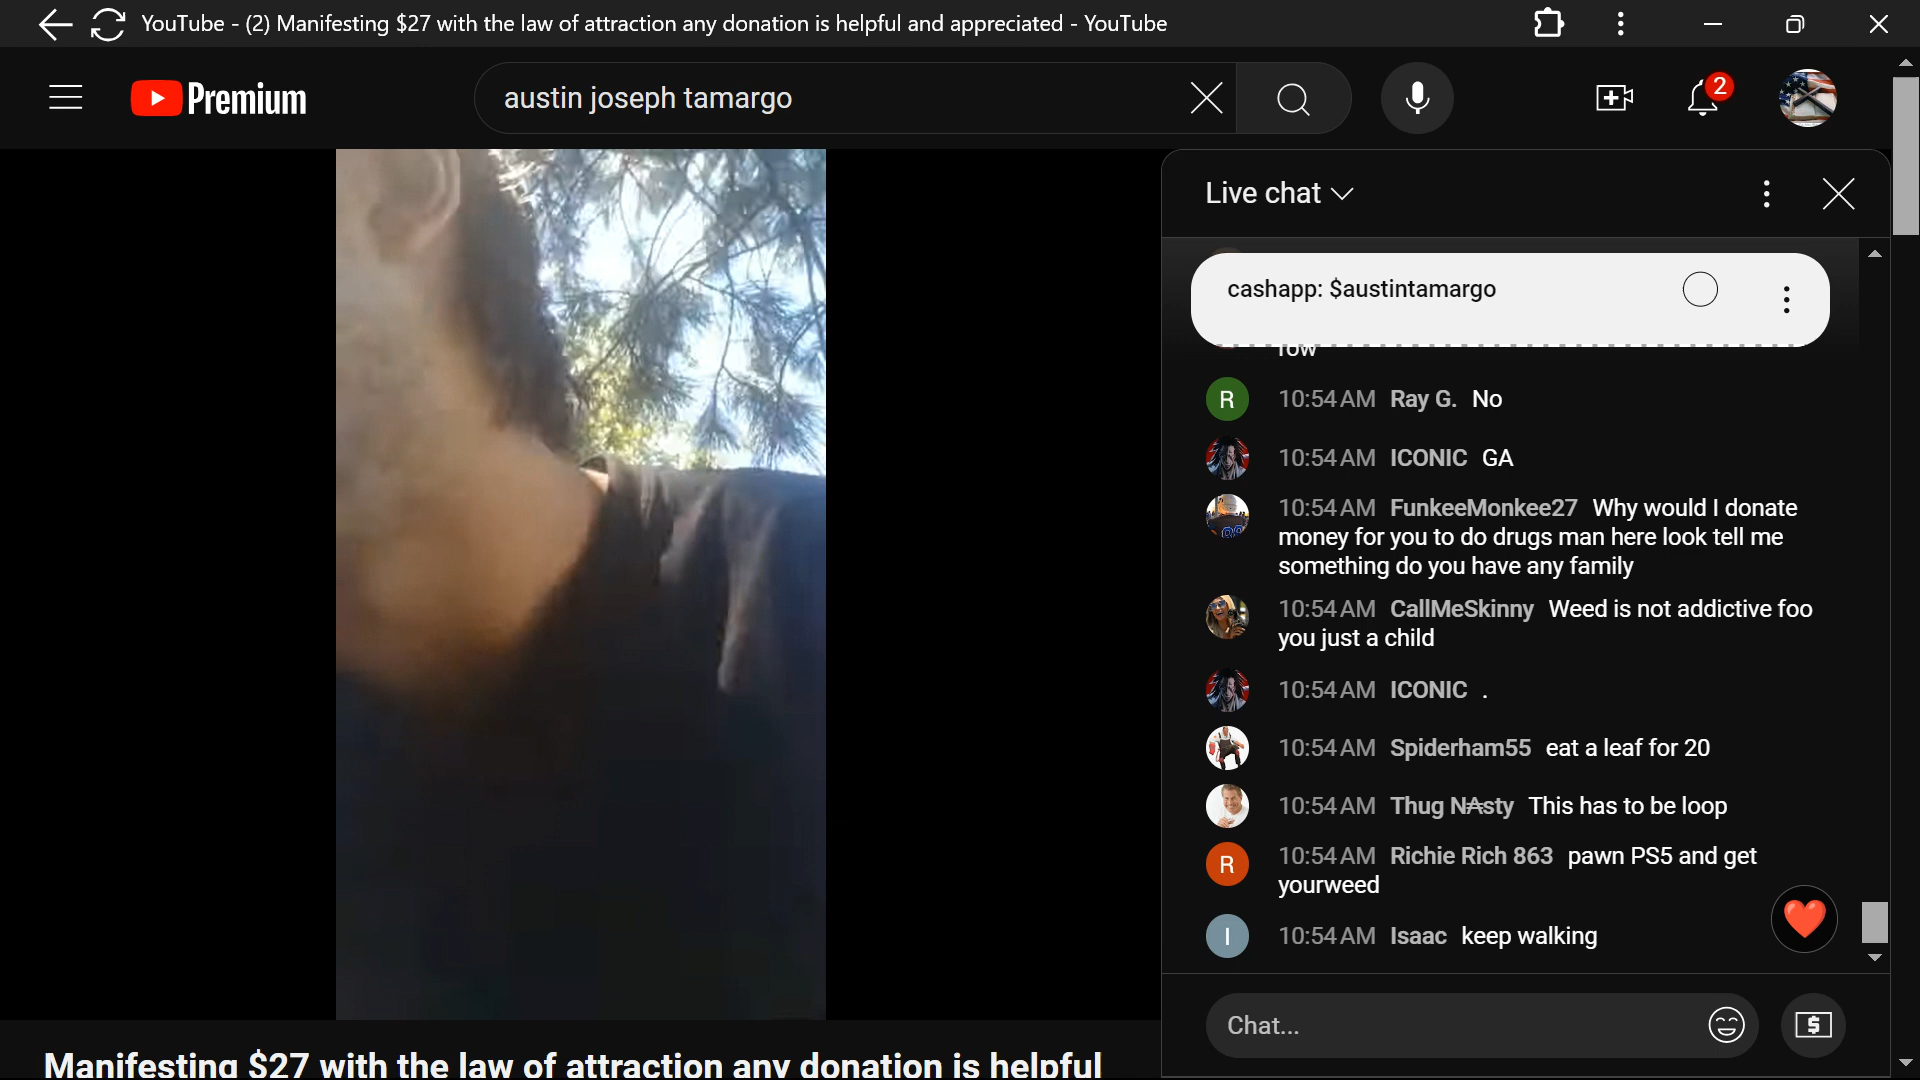 YouTube - (2) Manifesting $27 with the law of attraction any donation is helpful and appreciated - YouTube
Premium
austin joseph tamargo
2
Live chat
cashapp: $austintamargo
row
R 10:54 AM Ray G. No
10:54 AM ICONIC GA
10:54 AM FunkeeMonkee27 Why would I donate
money for you to do drugs man here look tell me
something do you have any family
10:54 AM CallMeSkinny Weed is not addictive foo
you just a child
10:54 AM ICONIC .
10:54 AM Spiderham55 eat a leaf for 20
10:54 AM Thug N₳sty This has to be loop
R 10:54 AM Richie Rich 863 pawn PS5 and get
yourweed
I 10:54 AM Isaac keep walking
Chat...
$
Manifesting $27 with the law of attraction any donation is helpful